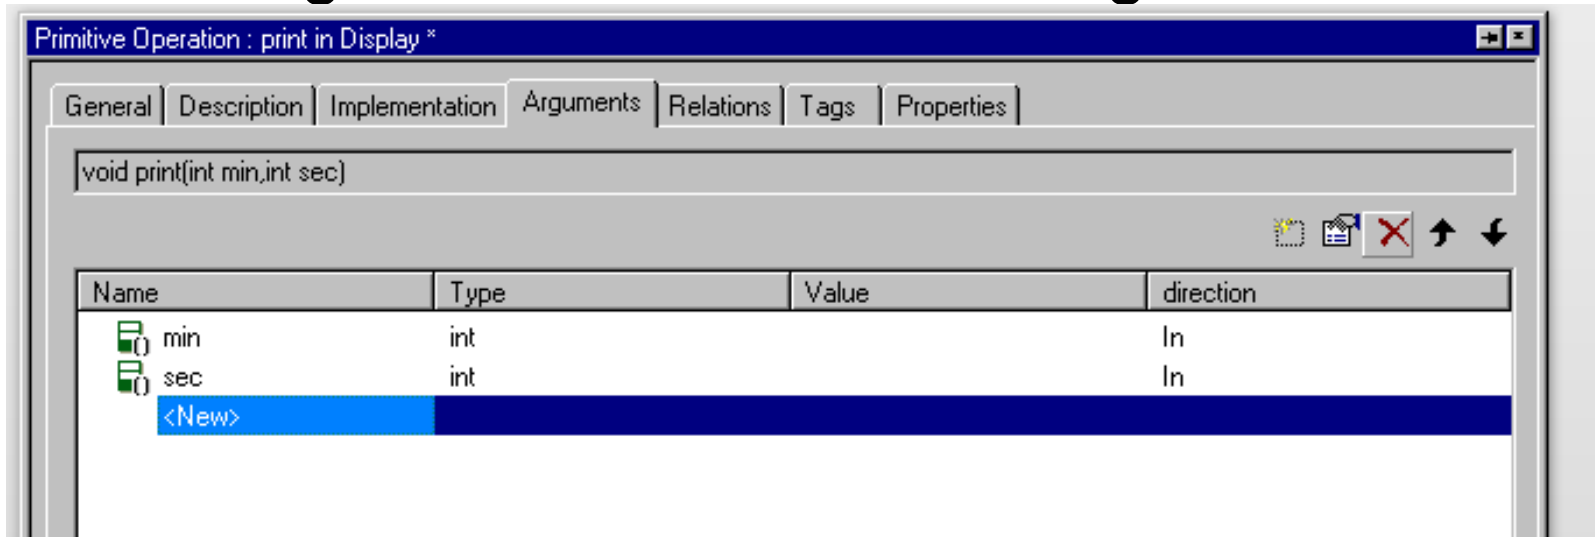 Primitive Operation : print in Display *
General Description Implementation Arguments Relations Tags Properties
void print(int min,int sec)
Name Type Value direction
min int In
sec int In
<New>